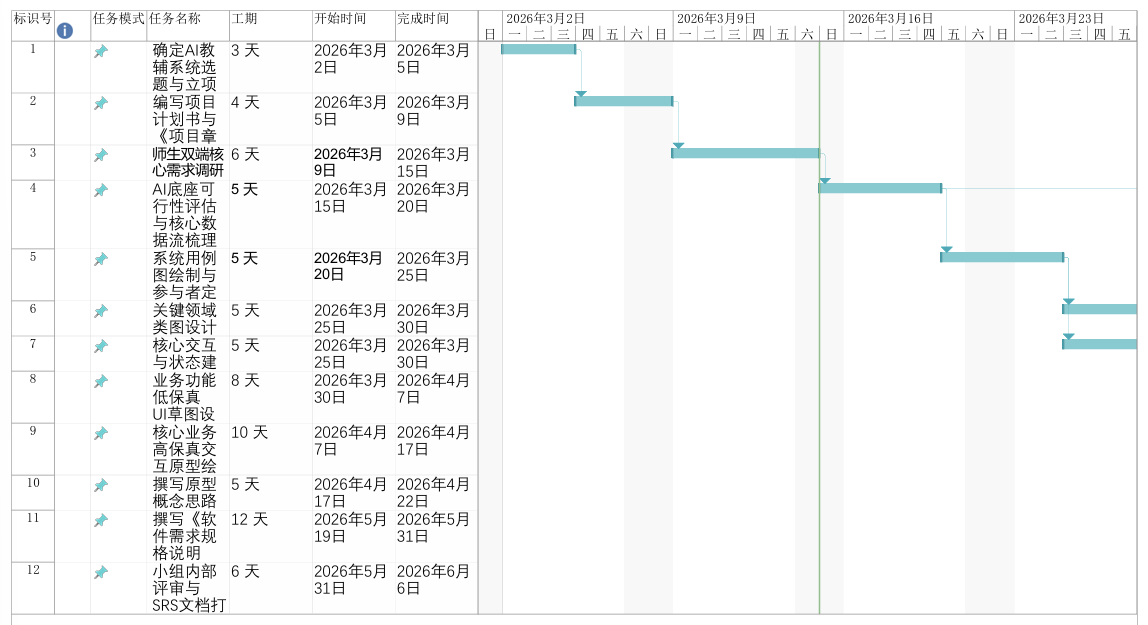 标识号 任务模式 任务名称 工期 开始时间 完成时间 2026年3月2日 2026年3月9日 2026年3月16日 2026年3月23日
日 一 二 三 四 五 六 日 一 二 三 四 五 六 日 一 二 三 四 五 六 日 一 二 三 四 五
1 确定AI教 3 天 2026年3月 2026年3月
辅系统选 2日 5日
题与立项
2 编写项目 4 天 2026年3月 2026年3月
计划书与 5日 9日
《项目章
3 师生双端核 6 天 2026年3月 2026年3月
心需求调研 9日 15日
4 AI底座可 5 天 2026年3月 2026年3月
行性评估 15日 20日
与核心数
据流梳理
5 系统用例 5 天 2026年3月 2026年3月
图绘制与 20日 25日
参与者定
6 关键领域 5 天 2026年3月 2026年3月
类图设计 25日 30日
7 核心交互 5 天 2026年3月 2026年3月
与状态建 25日 30日
8 业务功能 8 天 2026年3月 2026年4月
低保真 30日 7日
UI草图设
9 核心业务 10 天 2026年4月 2026年4月
高保真交 7日 17日
互原型绘
10 撰写原型 5 天 2026年4月 2026年4月
概念思路 17日 22日
11 撰写《软 12 天 2026年5月 2026年5月
件需求规 19日 31日
格说明
12 小组内部 6 天 2026年5月 2026年6月
评审与 31日 6日
SRS文档打